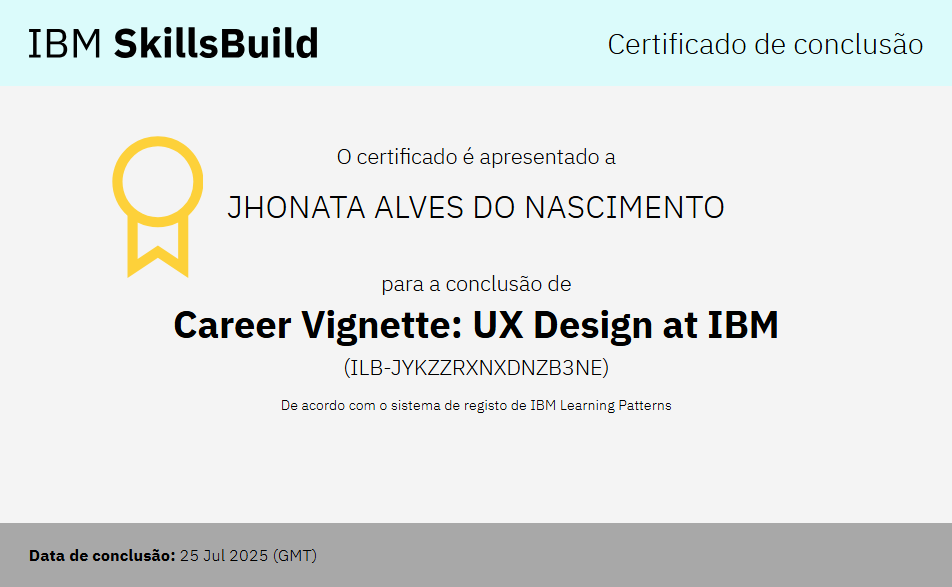 IBM SkillsBuild
Certificado de conclusão
O certificado é apresentado a
JHONATA ALVES DO NASCIMENTO
para a conclusão de
Career Vignette: UX Design at IBM
(ILB-JYKZZRXNXDNZB3NE)
De acordo com o sistema de registo de IBM Learning Patterns
Data de conclusão: 25 Jul 2025 (GMT)